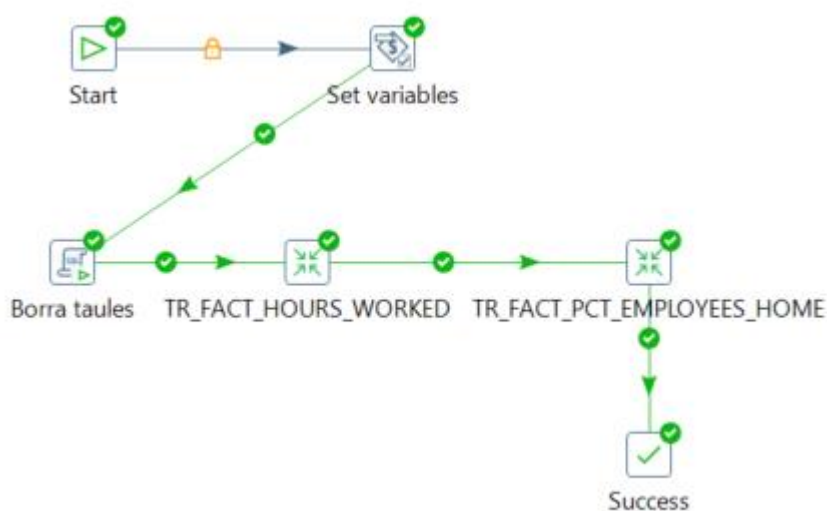 Start
Set variables
Borra taules
TR_FACT_HOURS_WORKED
TR_FACT_PCT_EMPLOYEES_HOME
Success